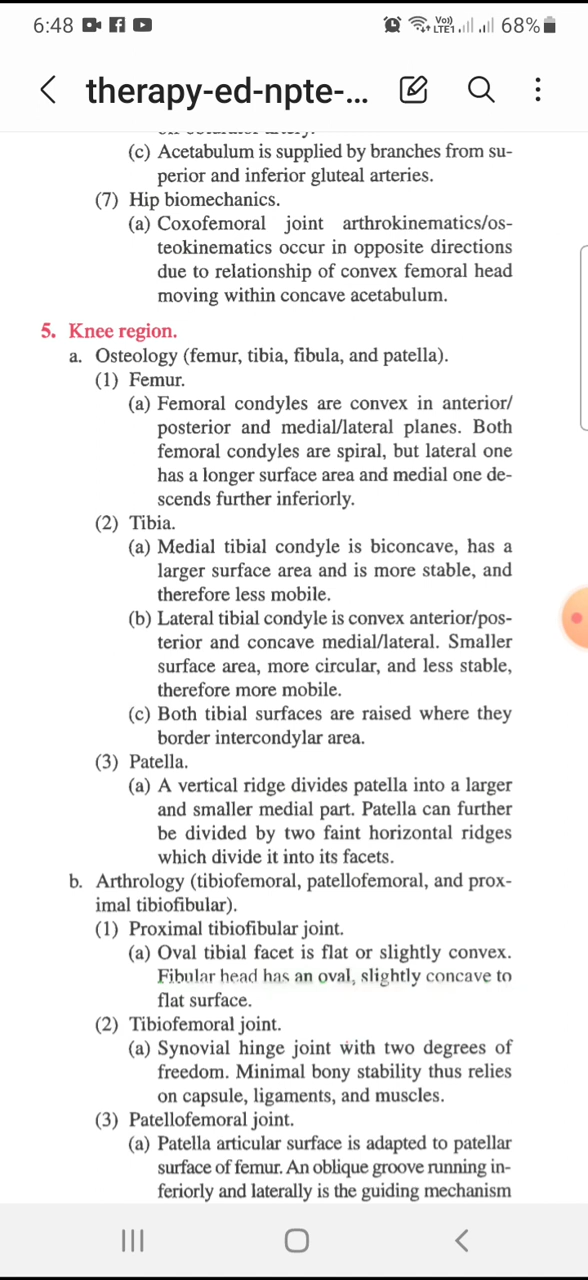 6:48
Vo))
LTE1
68%
therapy-ed-npte-...
(c) Acetabulum is supplied by branches from su-
perior and inferior gluteal arteries.
(7) Hip biomechanics.
(a) Coxofemoral joint arthrokinematics/os-
teokinematics occur in opposite directions
due to relationship of convex femoral head
moving within concave acetabulum.
5. Knee region.
a. Osteology (femur, tibia, fibula, and patella).
(1) Femur.
(a) Femoral condyles are convex in anterior/
posterior and medial/lateral planes. Both
femoral condyles are spiral, but lateral one
has a longer surface area and medial one de-
scends further inferiorly.
(2) Tibia.
(a) Medial tibial condyle is biconcave, has a
larger surface area and is more stable, and
therefore less mobile.
(b) Lateral tibial condyle is convex anterior/pos-
terior and concave medial/lateral. Smaller
surface area, more circular, and less stable,
therefore more mobile.
(c) Both tibial surfaces are raised where they
border intercondylar area.
(3) Patella.
(a) A vertical ridge divides patella into a larger
and smaller medial part. Patella can further
be divided by two faint horizontal ridges
which divide it into its facets.
b. Arthrology (tibiofemoral, patellofemoral, and prox-
imal tibiofibular).
(1) Proximal tibiofibular joint.
(a) Oval tibial facet is flat or slightly convex.
Fibular head has an oval, slightly concave to
flat surface.
(2) Tibiofemoral joint.
(a) Synovial hinge joint with two degrees of
freedom. Minimal bony stability thus relies
on capsule, ligaments, and muscles.
(3) Patellofemoral joint.
(a) Patella articular surface is adapted to patellar
surface of femur. An oblique groove running in-
feriorly and laterally is the guiding mechanism